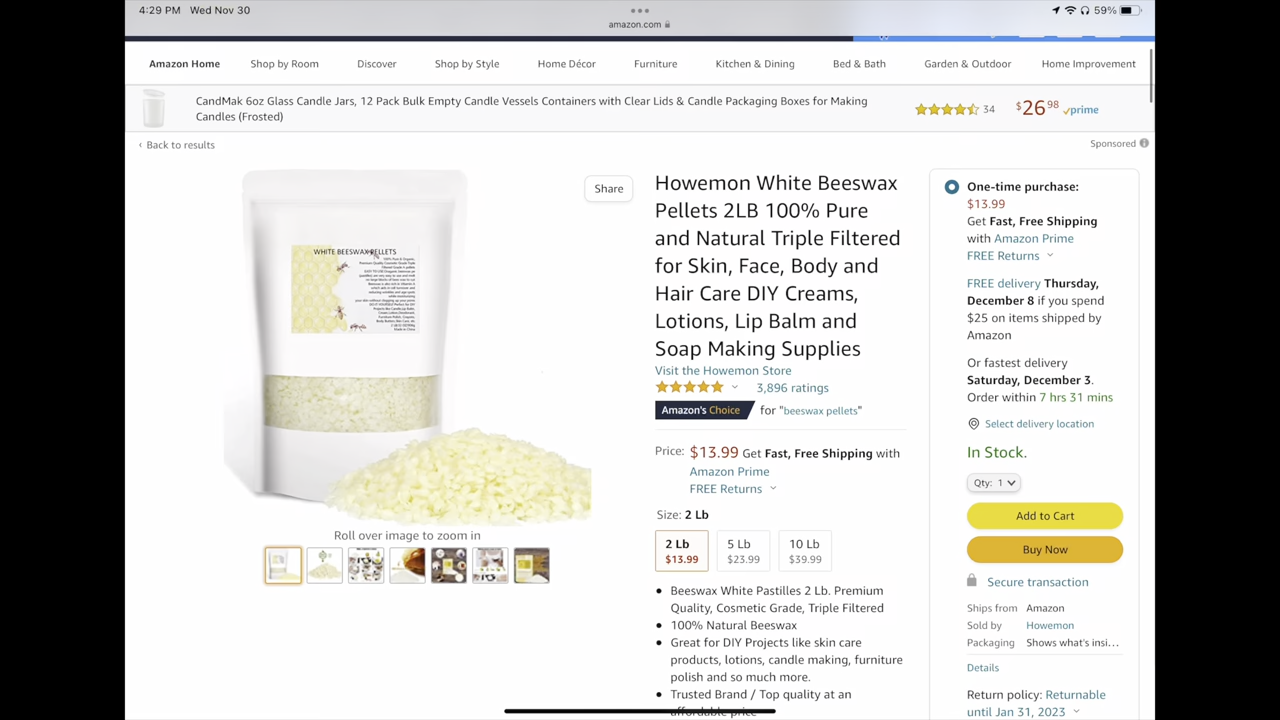 4:29 PM Wed Nov 30
59%
amazon.com
Amazon Home Shop by Room Discover Shop by Style Home Décor Furniture Kitchen & Dining Bed & Bath Garden & Outdoor Home Improvement
CandMak 6oz Glass Candle Jars, 12 Pack Bulk Empty Candle Vessels Containers with Clear Lids & Candle Packaging Boxes for Making
Candles (Frosted)
34
$26 98 prime
‹ Back to results
Sponsored
Share
WHITE BEESWAX PELLETS
Roll over image to zoom in
Howemon White Beeswax
Pellets 2LB 100% Pure
and Natural Triple Filtered
for Skin, Face, Body and
Hair Care DIY Creams,
Lotions, Lip Balm and
Soap Making Supplies
Visit the Howemon Store
3,896 ratings
Amazon's Choice for "beeswax pellets"
Price: $13.99 Get Fast, Free Shipping with
Amazon Prime
FREE Returns
Size: 2 Lb
2 Lb 5 Lb 10 Lb
$13.99 $23.99 $39.99
• Beeswax White Pastilles 2 Lb. Premium
Quality, Cosmetic Grade, Triple Filtered
• 100% Natural Beeswax
• Great for DIY Projects like skin care
products, lotions, candle making, furniture
polish and so much more.
• Trusted Brand / Top quality at an
affordable price
One-time purchase:
$13.99
Get Fast, Free Shipping
with Amazon Prime
FREE Returns
FREE delivery Thursday,
December 8 if you spend
$25 on items shipped by
Amazon
Or fastest delivery
Saturday, December 3.
Order within 7 hrs 31 mins
Select delivery location
In Stock.
Qty: 1
Add to Cart
Buy Now
Secure transaction
Ships from Amazon
Sold by Howemon
Packaging Shows what's insi...
Details
Return policy: Returnable
until Jan 31, 2023